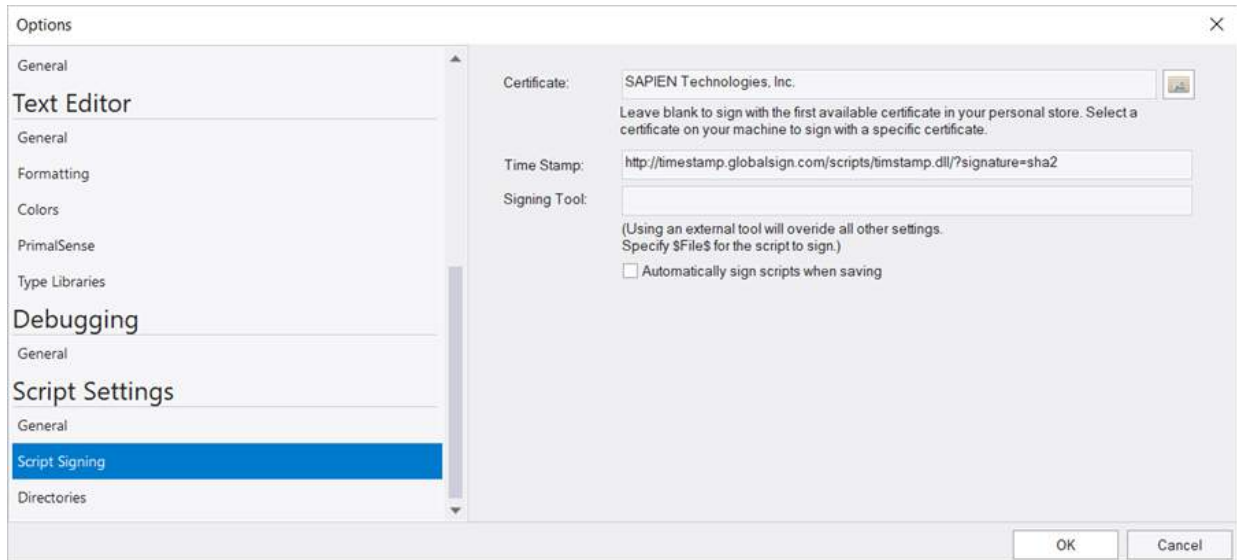 Options
General
Text Editor
General
Formatting
Colors
PrimalSense
Type Libraries
Debugging
General
Script Settings
General
Script Signing
Directories
Certificate:
SAPIEN Technologies, Inc.
Leave blank to sign with the first available certificate in your personal store. Select a
certificate on your machine to sign with a specific certificate.
Time Stamp:
http://timestamp.globalsign.com/scripts/timstamp.dll/?signature=sha2
Signing Tool:
(Using an external tool will overide all other settings.
Specify $File$ for the script to sign.)
Automatically sign scripts when saving
OK
Cancel